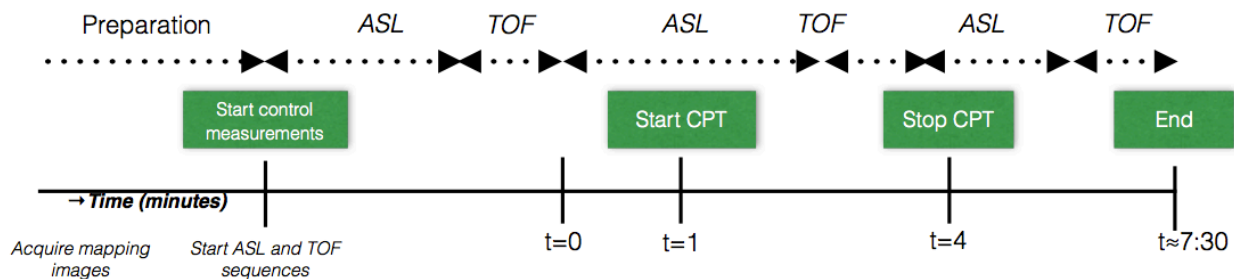 Preparation ASL TOF ASL TOF ASL TOF
Start control
measurements
Start CPT
Stop CPT
End
→Time (minutes)
t=0
t=1
t=4
t≈7:30
Acquire mapping
images
Start ASL and TOF
sequences